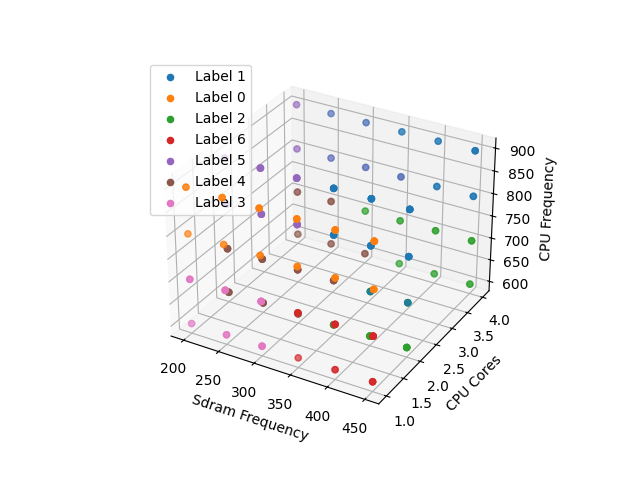 Label 1
Label 0
Label 2
Label 6
Label 5
Label 4
Label 3
900
850
800
750
700
650
600
CPU Frequency
4.0
3.5
3.0
2.5
2.0
1.5
1.0
CPU Cores
200
250
300
350
400
450
Sdram Frequency